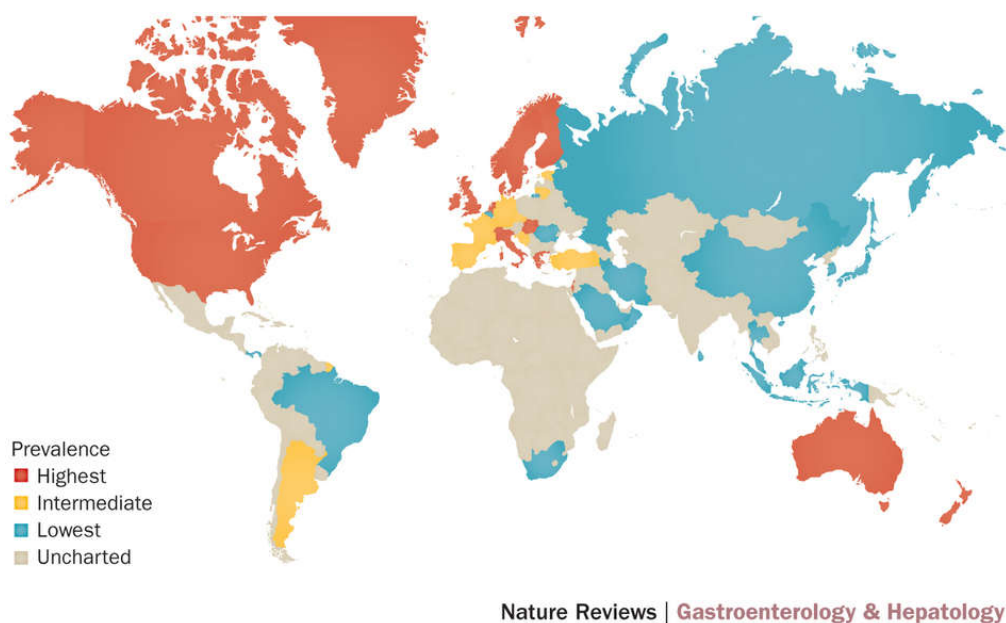 Prevalence
Highest
Intermediate
Lowest
Uncharted
Nature Reviews | Gastroenterology & Hepatology